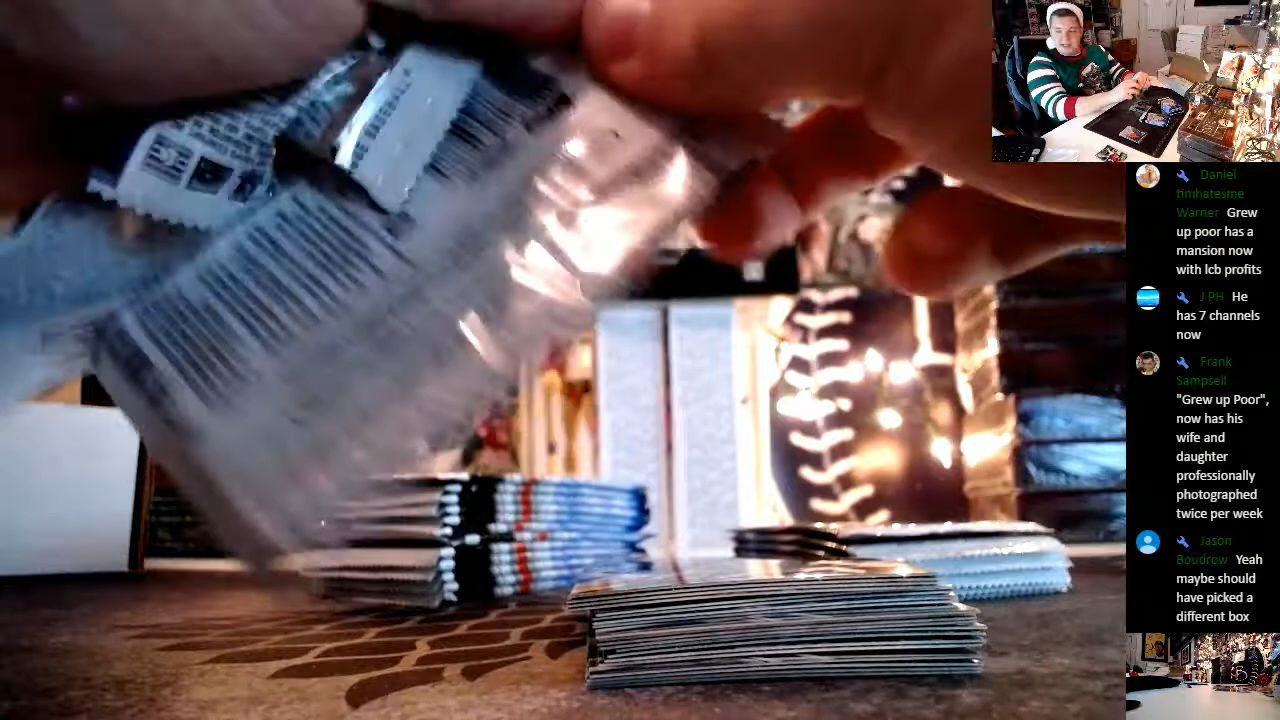 Daniel
timhatesme
Warner Grew
up poor has a
mansion now
with lcb profits
J PH He
has 7 channels
now
Frank
Sampsell
"Grew up Poor",
now has his
wife and
daughter
professionally
photographed
twice per week
Jason
Boudrow Yeah
maybe should
have picked a
different box